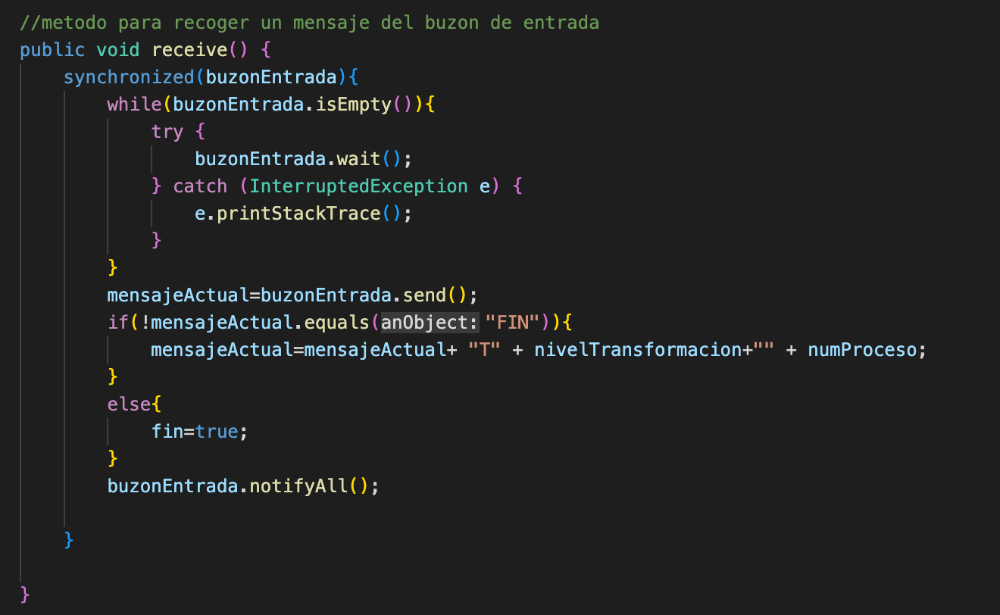 //metodo para recoger un mensaje del buzon de entrada
public void receive() {
synchronized(buzonEntrada){
while(buzonEntrada.isEmpty()){
try {
buzonEntrada.wait();
} catch (InterruptedException e) {
e.printStackTrace();
}
}
mensajeActual=buzonEntrada.send();
if(!mensajeActual.equals(anObject: "FIN")){
mensajeActual=mensajeActual+ "T" + nivelTransformacion+"" + numProceso;
}
else{
fin=true;
}
buzonEntrada.notifyAll();
}
}